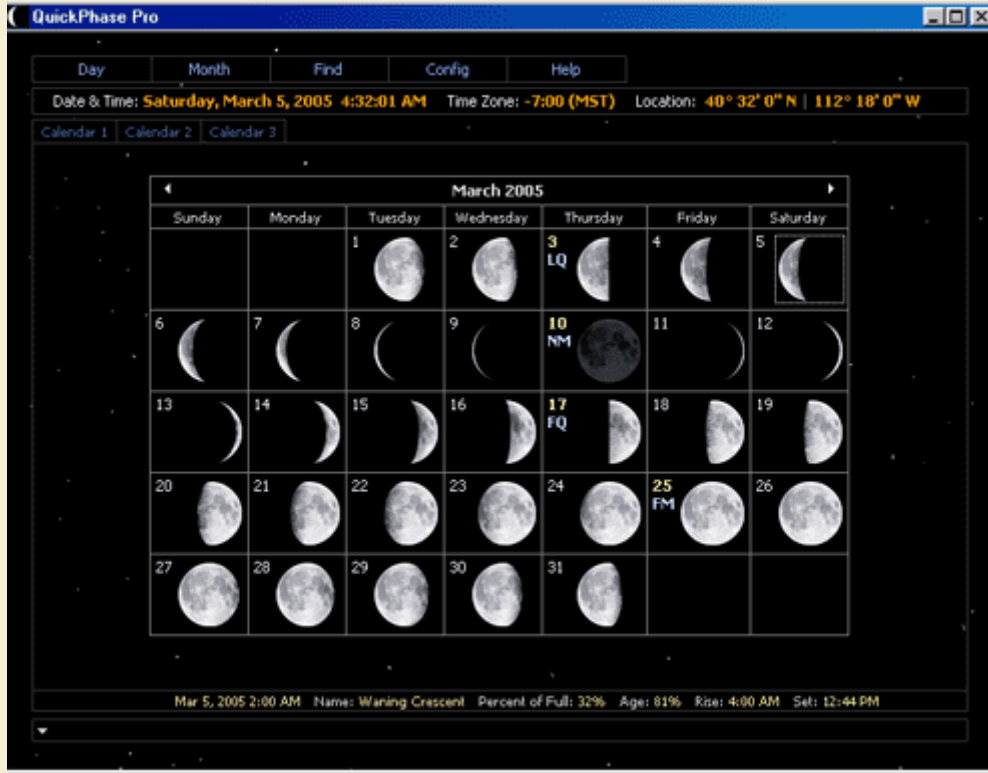 QuickPhase Pro
Day Month Find Config Help
Date & Time: Saturday, March 5, 2005 4:32:01 AM Time Zone: -7:00 (MST) Location: 40° 32' 0" N | 112° 18' 0" W
Calendar 1 Calendar 2 Calendar 3
March 2005
Sunday Monday Tuesday Wednesday Thursday Friday Saturday
1 2 3 4 5
LQ
6 7 8 9 10 11 12
NM
13 14 15 16 17 18 19
FQ
20 21 22 23 24 25 26
FM
27 28 29 30 31
Mar 5, 2005 2:00 AM Name: Waning Crescent Percent of Full: 32% Age: 81% Rise: 4:00 AM Set: 12:44 PM